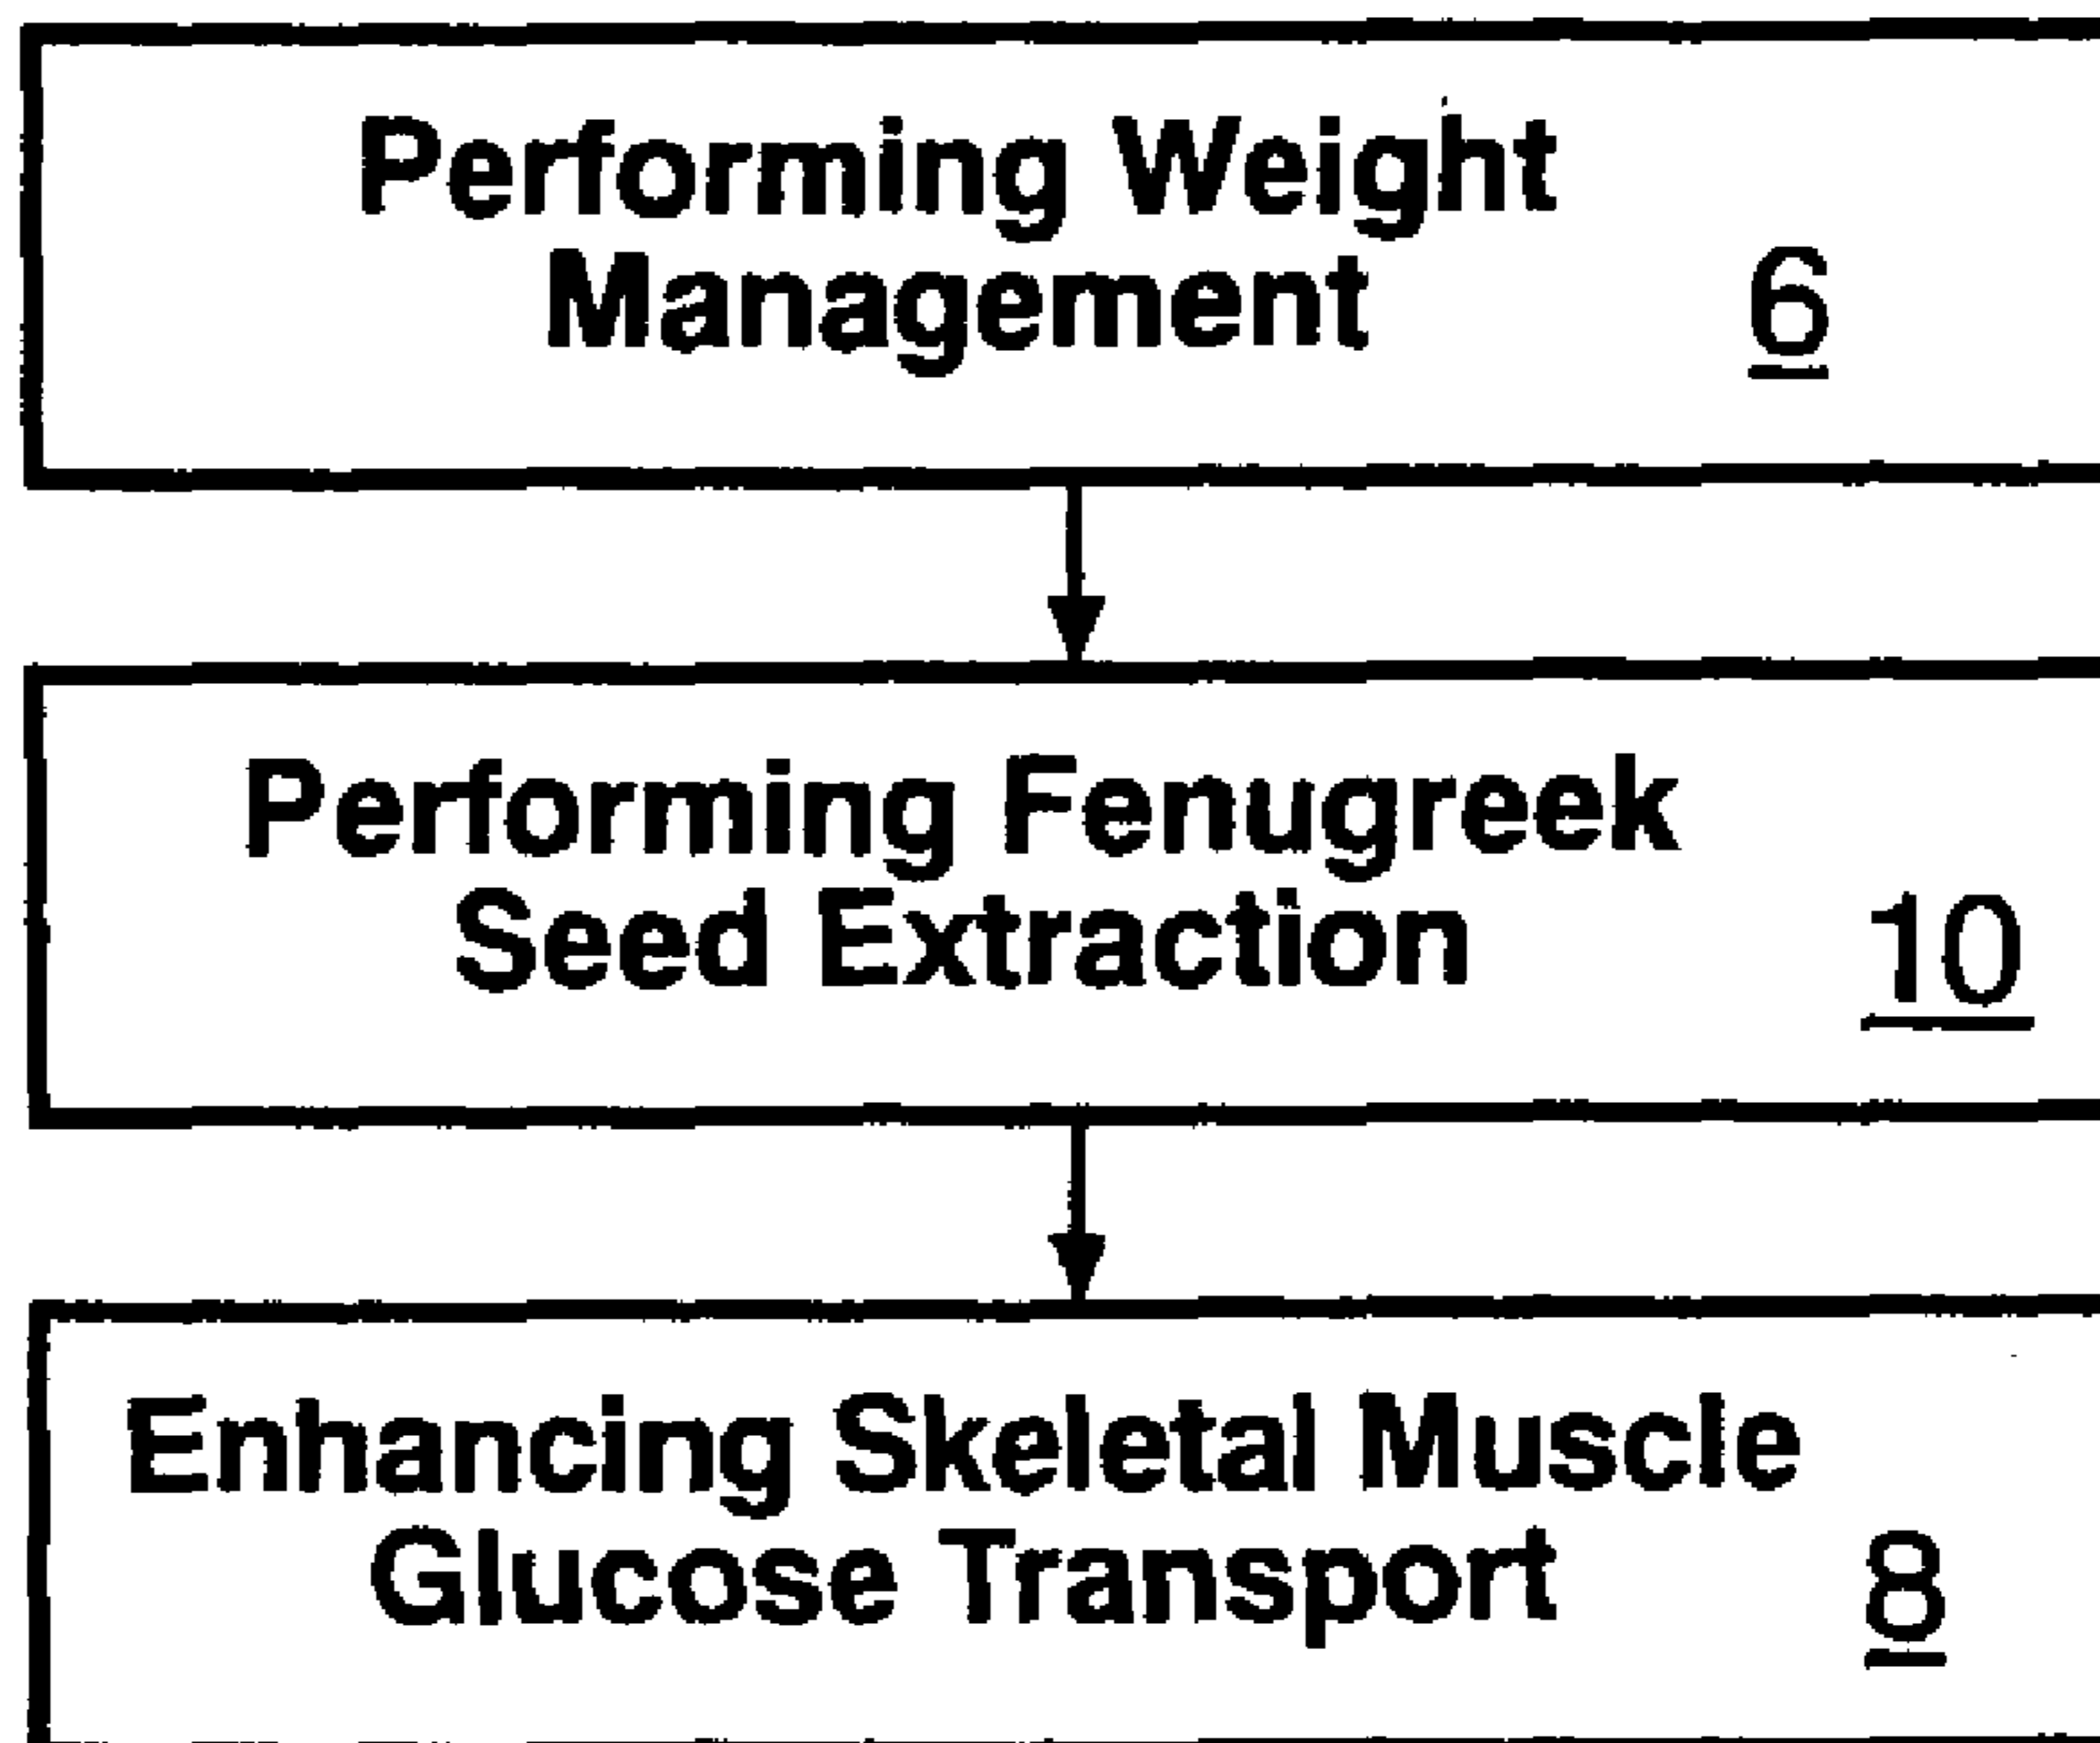 Performing Weight
Management 6
Performing Fenugreek
Seed Extraction 10
Enhancing Skeletal Muscle
Glucose Transport 8